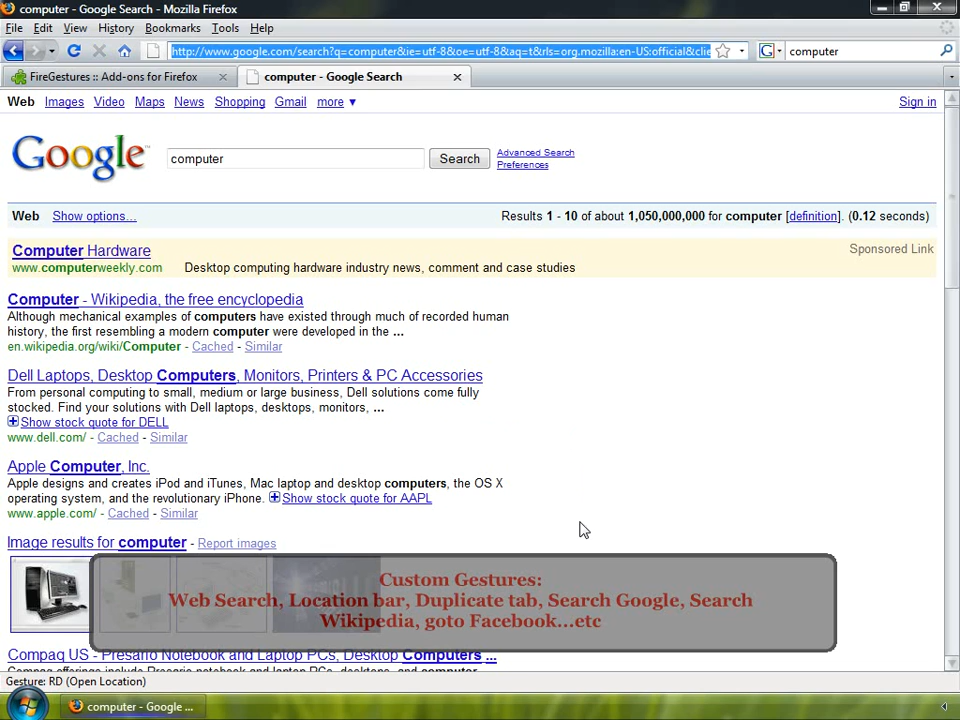 computer - Google Search - Mozilla Firefox
File Edit View History Bookmarks Tools Help
http://www.google.com/search?q=computer&ie=utf-8&oe=utf-8&aq=t&rls=org.mozilla:en-US:official&clie
computer
FireGestures :: Add-ons for Firefox
computer - Google Search
Web Images Video Maps News Shopping Gmail more ▼ Sign in
Google
computer
Search
Advanced Search
Preferences
Web Show options... Results 1 - 10 of about 1,050,000,000 for computer [definition]. (0.12 seconds)
Computer Hardware Sponsored Link
www.computerweekly.com Desktop computing hardware industry news, comment and case studies
Computer - Wikipedia, the free encyclopedia
Although mechanical examples of computers have existed through much of recorded human
history, the first resembling a modern computer were developed in the ...
en.wikipedia.org/wiki/Computer - Cached - Similar
Dell Laptops, Desktop Computers, Monitors, Printers & PC Accessories
From personal computing to small, medium or large business, Dell solutions come fully
stocked. Find your solutions with Dell laptops, desktops, monitors, ...
Show stock quote for DELL
www.dell.com/ - Cached - Similar
Apple Computer, Inc.
Apple designs and creates iPod and iTunes, Mac laptop and desktop computers, the OS X
operating system, and the revolutionary iPhone. Show stock quote for AAPL
www.apple.com/ - Cached - Similar
Image results for computer - Report images
Custom Gestures:
Web Search, Location bar, Duplicate tab, Search Google, Search
Wikipedia, goto Facebook...etc
Compaq US - Presario Notebook and Laptop PCs, Desktop Computers ...
Compaq offerings include Presario notebook and laptop PCs, desktops, and computer
Gesture: RD (Open Location)
computer - Google ...